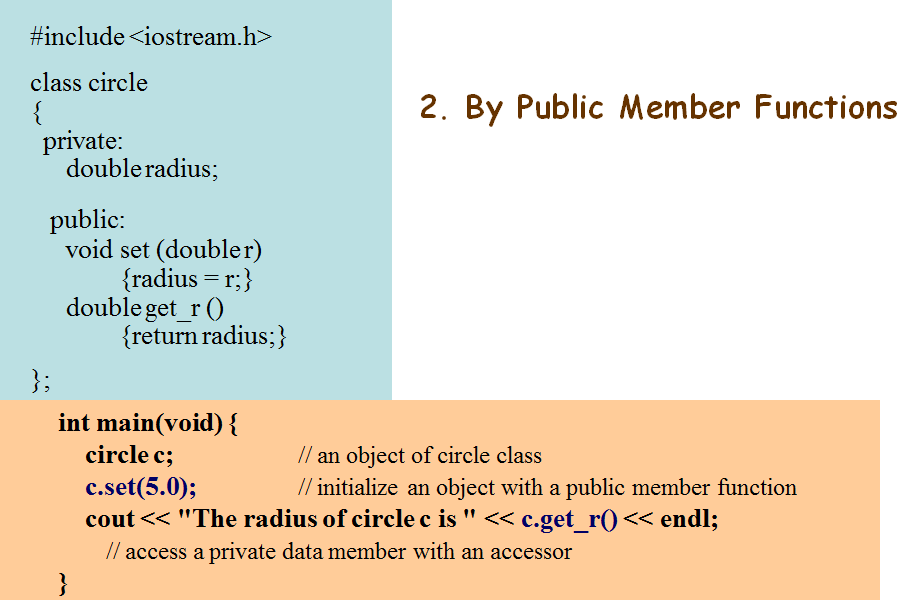 #include <iostream.h>
class circle
{
private:
double radius;
public:
void set (double r)
{radius = r;}
double get_r ()
{return radius;}
};
2. By Public Member Functions
int main(void) {
circle c; // an object of circle class
c.set(5.0); // initialize an object with a public member function
cout << "The radius of circle c is " << c.get_r() << endl;
// access a private data member with an accessor
}